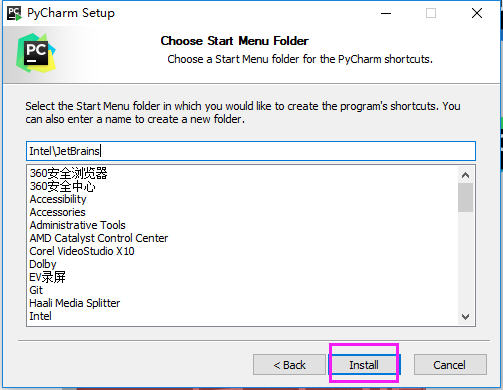 PyCharm Setup
PC
Choose Start Menu Folder
Choose a Start Menu folder for the PyCharm shortcuts.
Select the Start Menu folder in which you would like to create the program's shortcuts. You
can also enter a name to create a new folder.
Intel\JetBrains
360安全浏览器
360安全中心
Accessibility
Accessories
Administrative Tools
AMD Catalyst Control Center
Corel VideoStudio X10
Dolby
EV录屏
Git
Haali Media Splitter
Intel
< Back
Install
Cancel